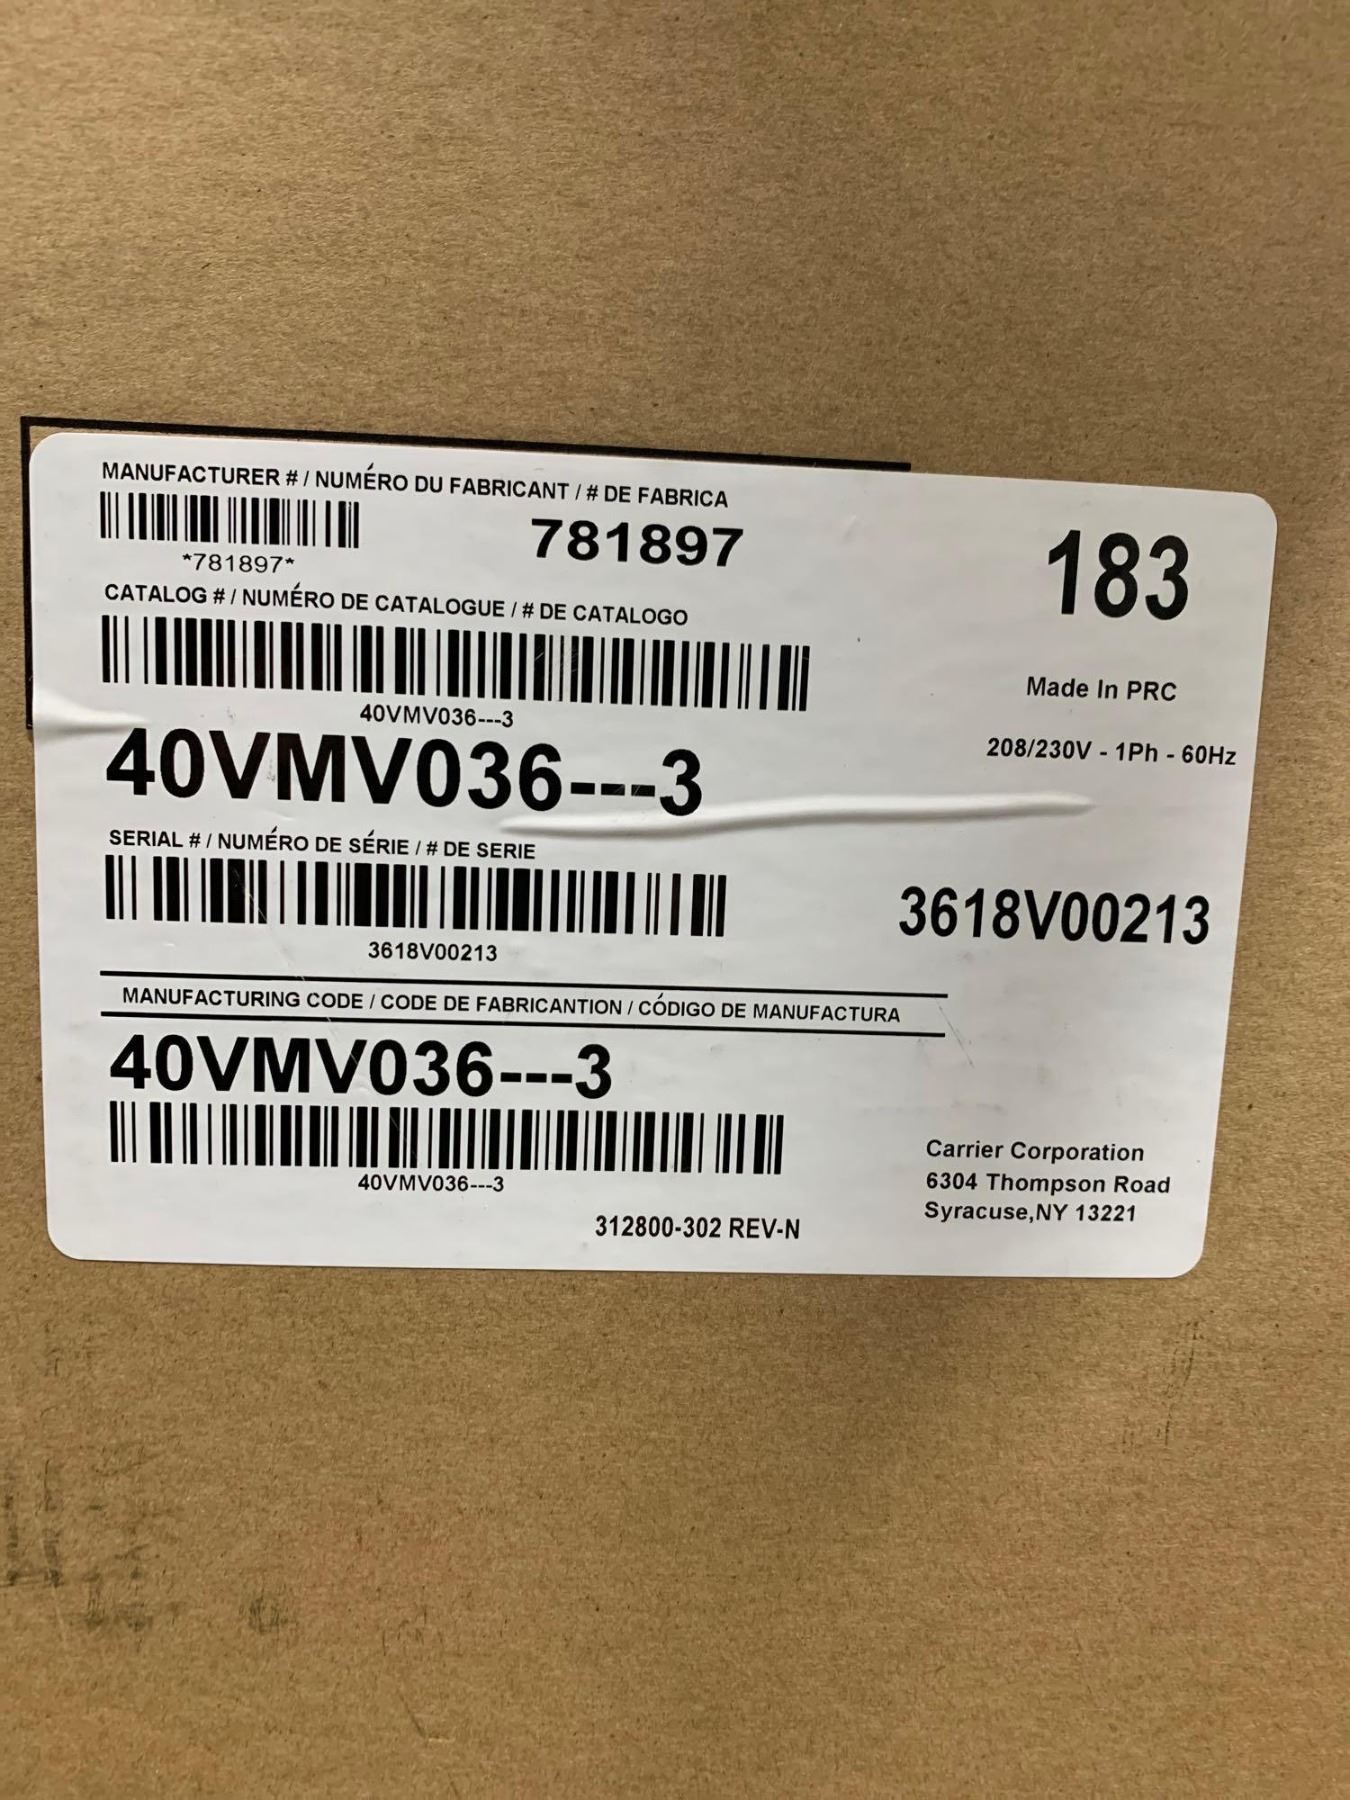 MANUFACTURER # / NUMÉRO DU FABRICANT / # DE FABRICA
*781897*
781897
183
CATALOG # / NUMÉRO DE CATALOGUE / # DE CATALOGO
40VMV036---3
Made In PRC
40VMV036---3
208/230V - 1Ph - 60Hz
SERIAL # / NUMÉRO DE SÉRIE / # DE SERIE
3618V00213
3618V00213
MANUFACTURING CODE / CODE DE FABRICANTION / CÓDIGO DE MANUFACTURA
40VMV036---3
40VMV036---3
312800-302 REV-N
Carrier Corporation
6304 Thompson Road
Syracuse,NY 13221